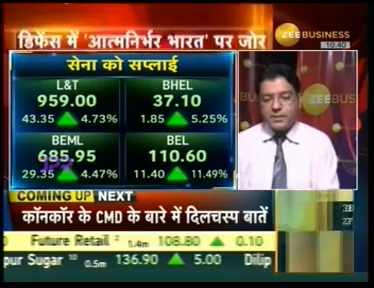 डिफेंस में 'आत्मनिर्भर भारत' पर जोर
ZEE BUSINESS
10:40
सेना को सप्लाई
L&T
959.00
43.35 4.73%
BHEL
37.10
1.85 5.25%
BEML
685.95
29.35 4.47%
BEL
110.60
11.40 11.49%
COMING UP NEXT
कॉनकॉर के CMD के बारे में दिलचस्प बातें
Future Retail 2 1.4m 108.80 0.10
pur Sugar 10 0.5m 136.90 5.00 Dilip